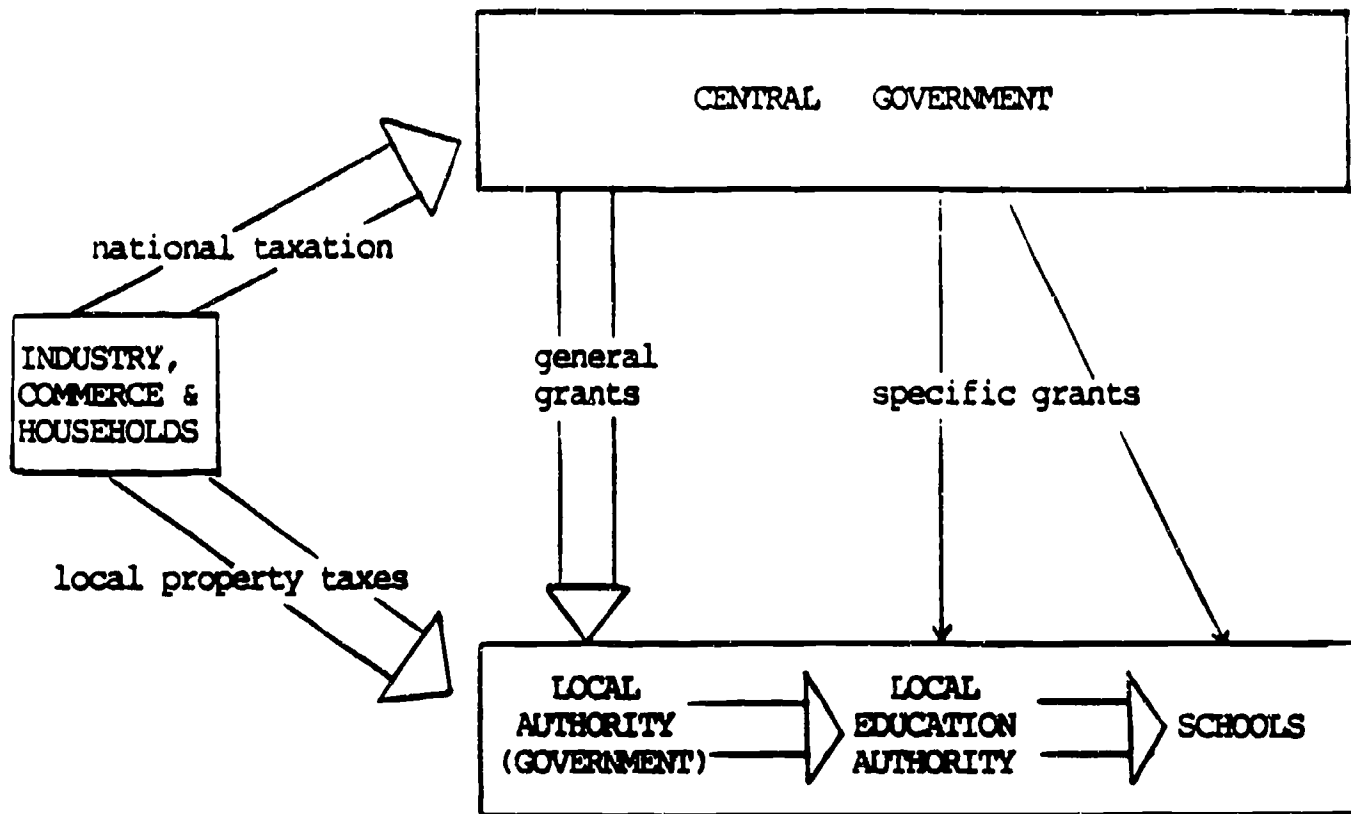 CENTRAL GOVERNMENT
national taxation
INDUSTRY,
COMMERCE &
HOUSEHOLDS
general
grants
specific grants
local property taxes
LOCAL
AUTHORITY
(GOVERNMENT)
LOCAL
EDUCATION
AUTHORITY
SCHOOLS